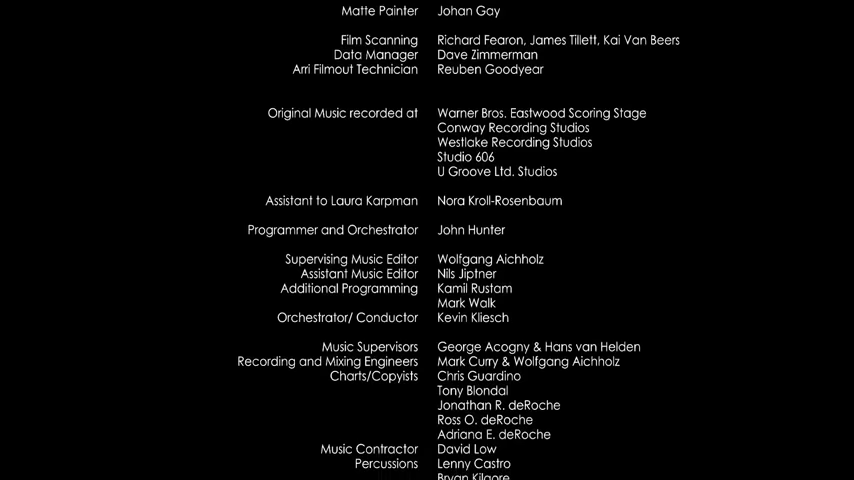 Matte Painter Johan Gay
Film Scanning Richard Fearon, James Tillett, Kai Van Beers
Data Manager Dave Zimmerman
Arri Filmout Technician Reuben Goodyear
Original Music recorded at Warner Bros. Eastwood Scoring Stage
Conway Recording Studios
Westlake Recording Studios
Studio 606
U Groove Ltd. Studios
Assistant to Laura Karpman Nora Kroll-Rosenbaum
Programmer and Orchestrator John Hunter
Supervising Music Editor Wolfgang Aichholz
Assistant Music Editor Nils Jiptner
Additional Programming Kamil Rustam
Mark Walk
Orchestrator/ Conductor Kevin Kliesch
Music Supervisors George Acogny & Hans van Helden
Recording and Mixing Engineers Mark Curry & Wolfgang Aichholz
Charts/Copyists Chris Guardino
Tony Blondal
Jonathan R. deRoche
Ross O. deRoche
Adriana E. deRoche
Music Contractor David Low
Percussions Lenny Castro
Bryan Kilgore